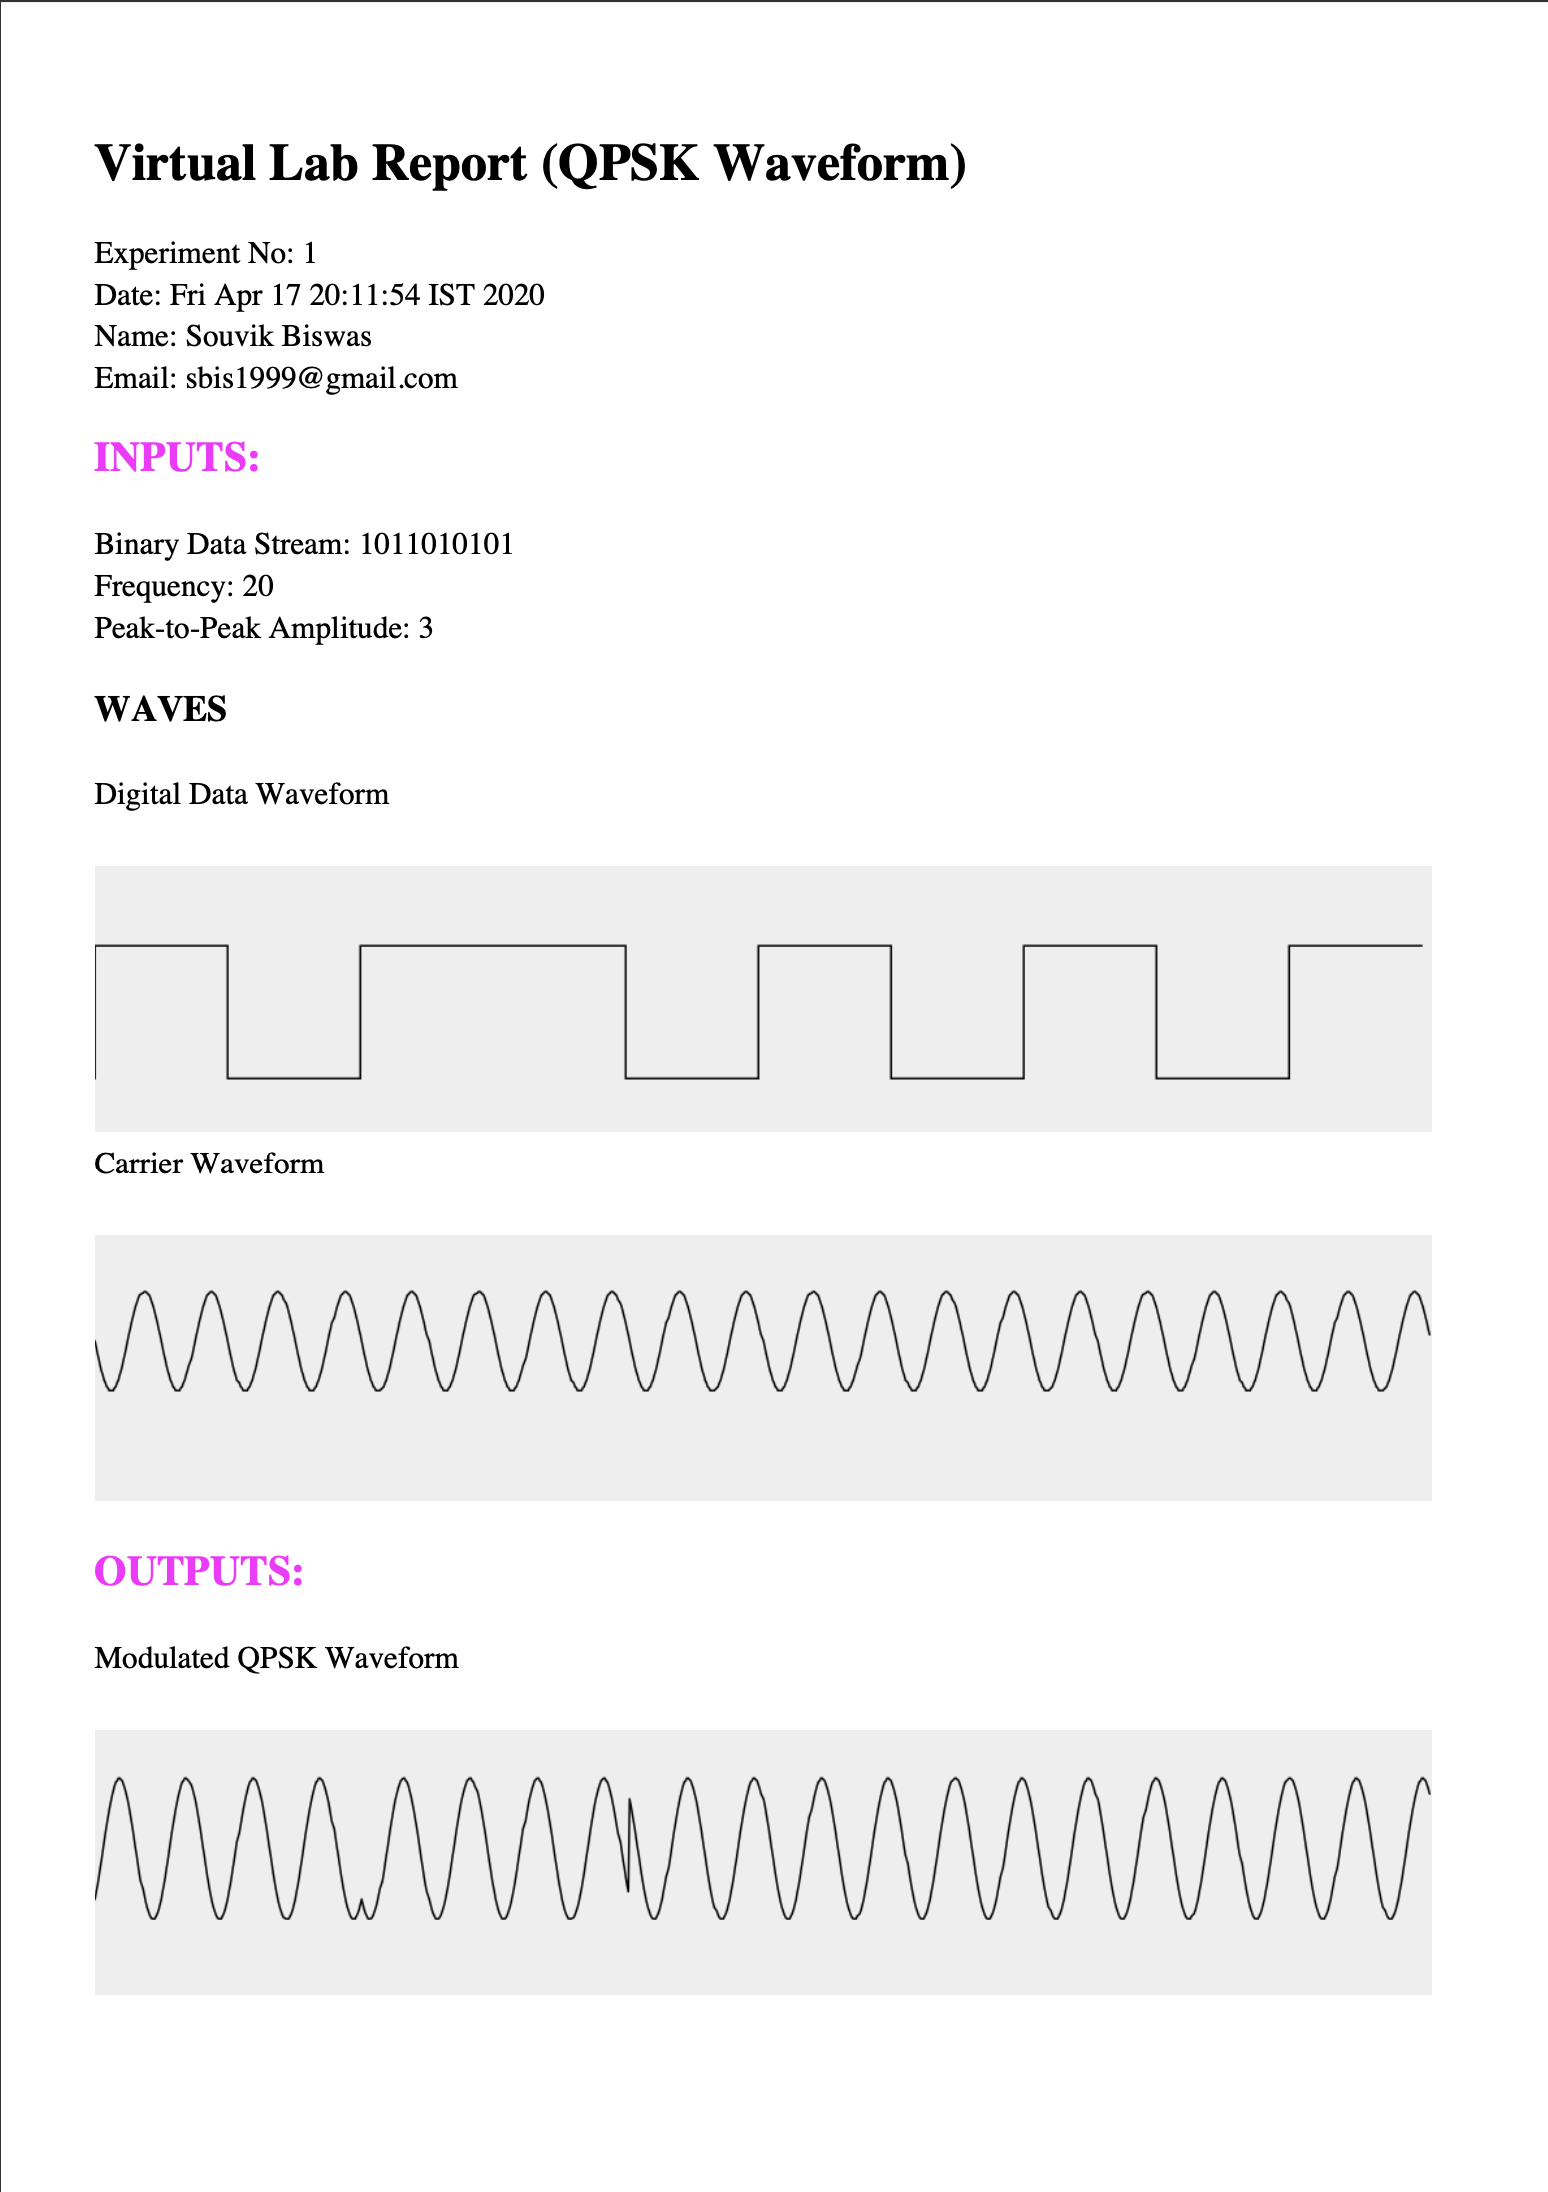 Virtual Lab Report (QPSK Waveform)
Experiment No: 1
Date: Fri Apr 17 20:11:54 IST 2020
Name: Souvik Biswas
Email: sbis1999@gmail.com
INPUTS:
Binary Data Stream: 1011010101
Frequency: 20
Peak-to-Peak Amplitude: 3
WAVES
Digital Data Waveform
Carrier Waveform
OUTPUTS:
Modulated QPSK Waveform